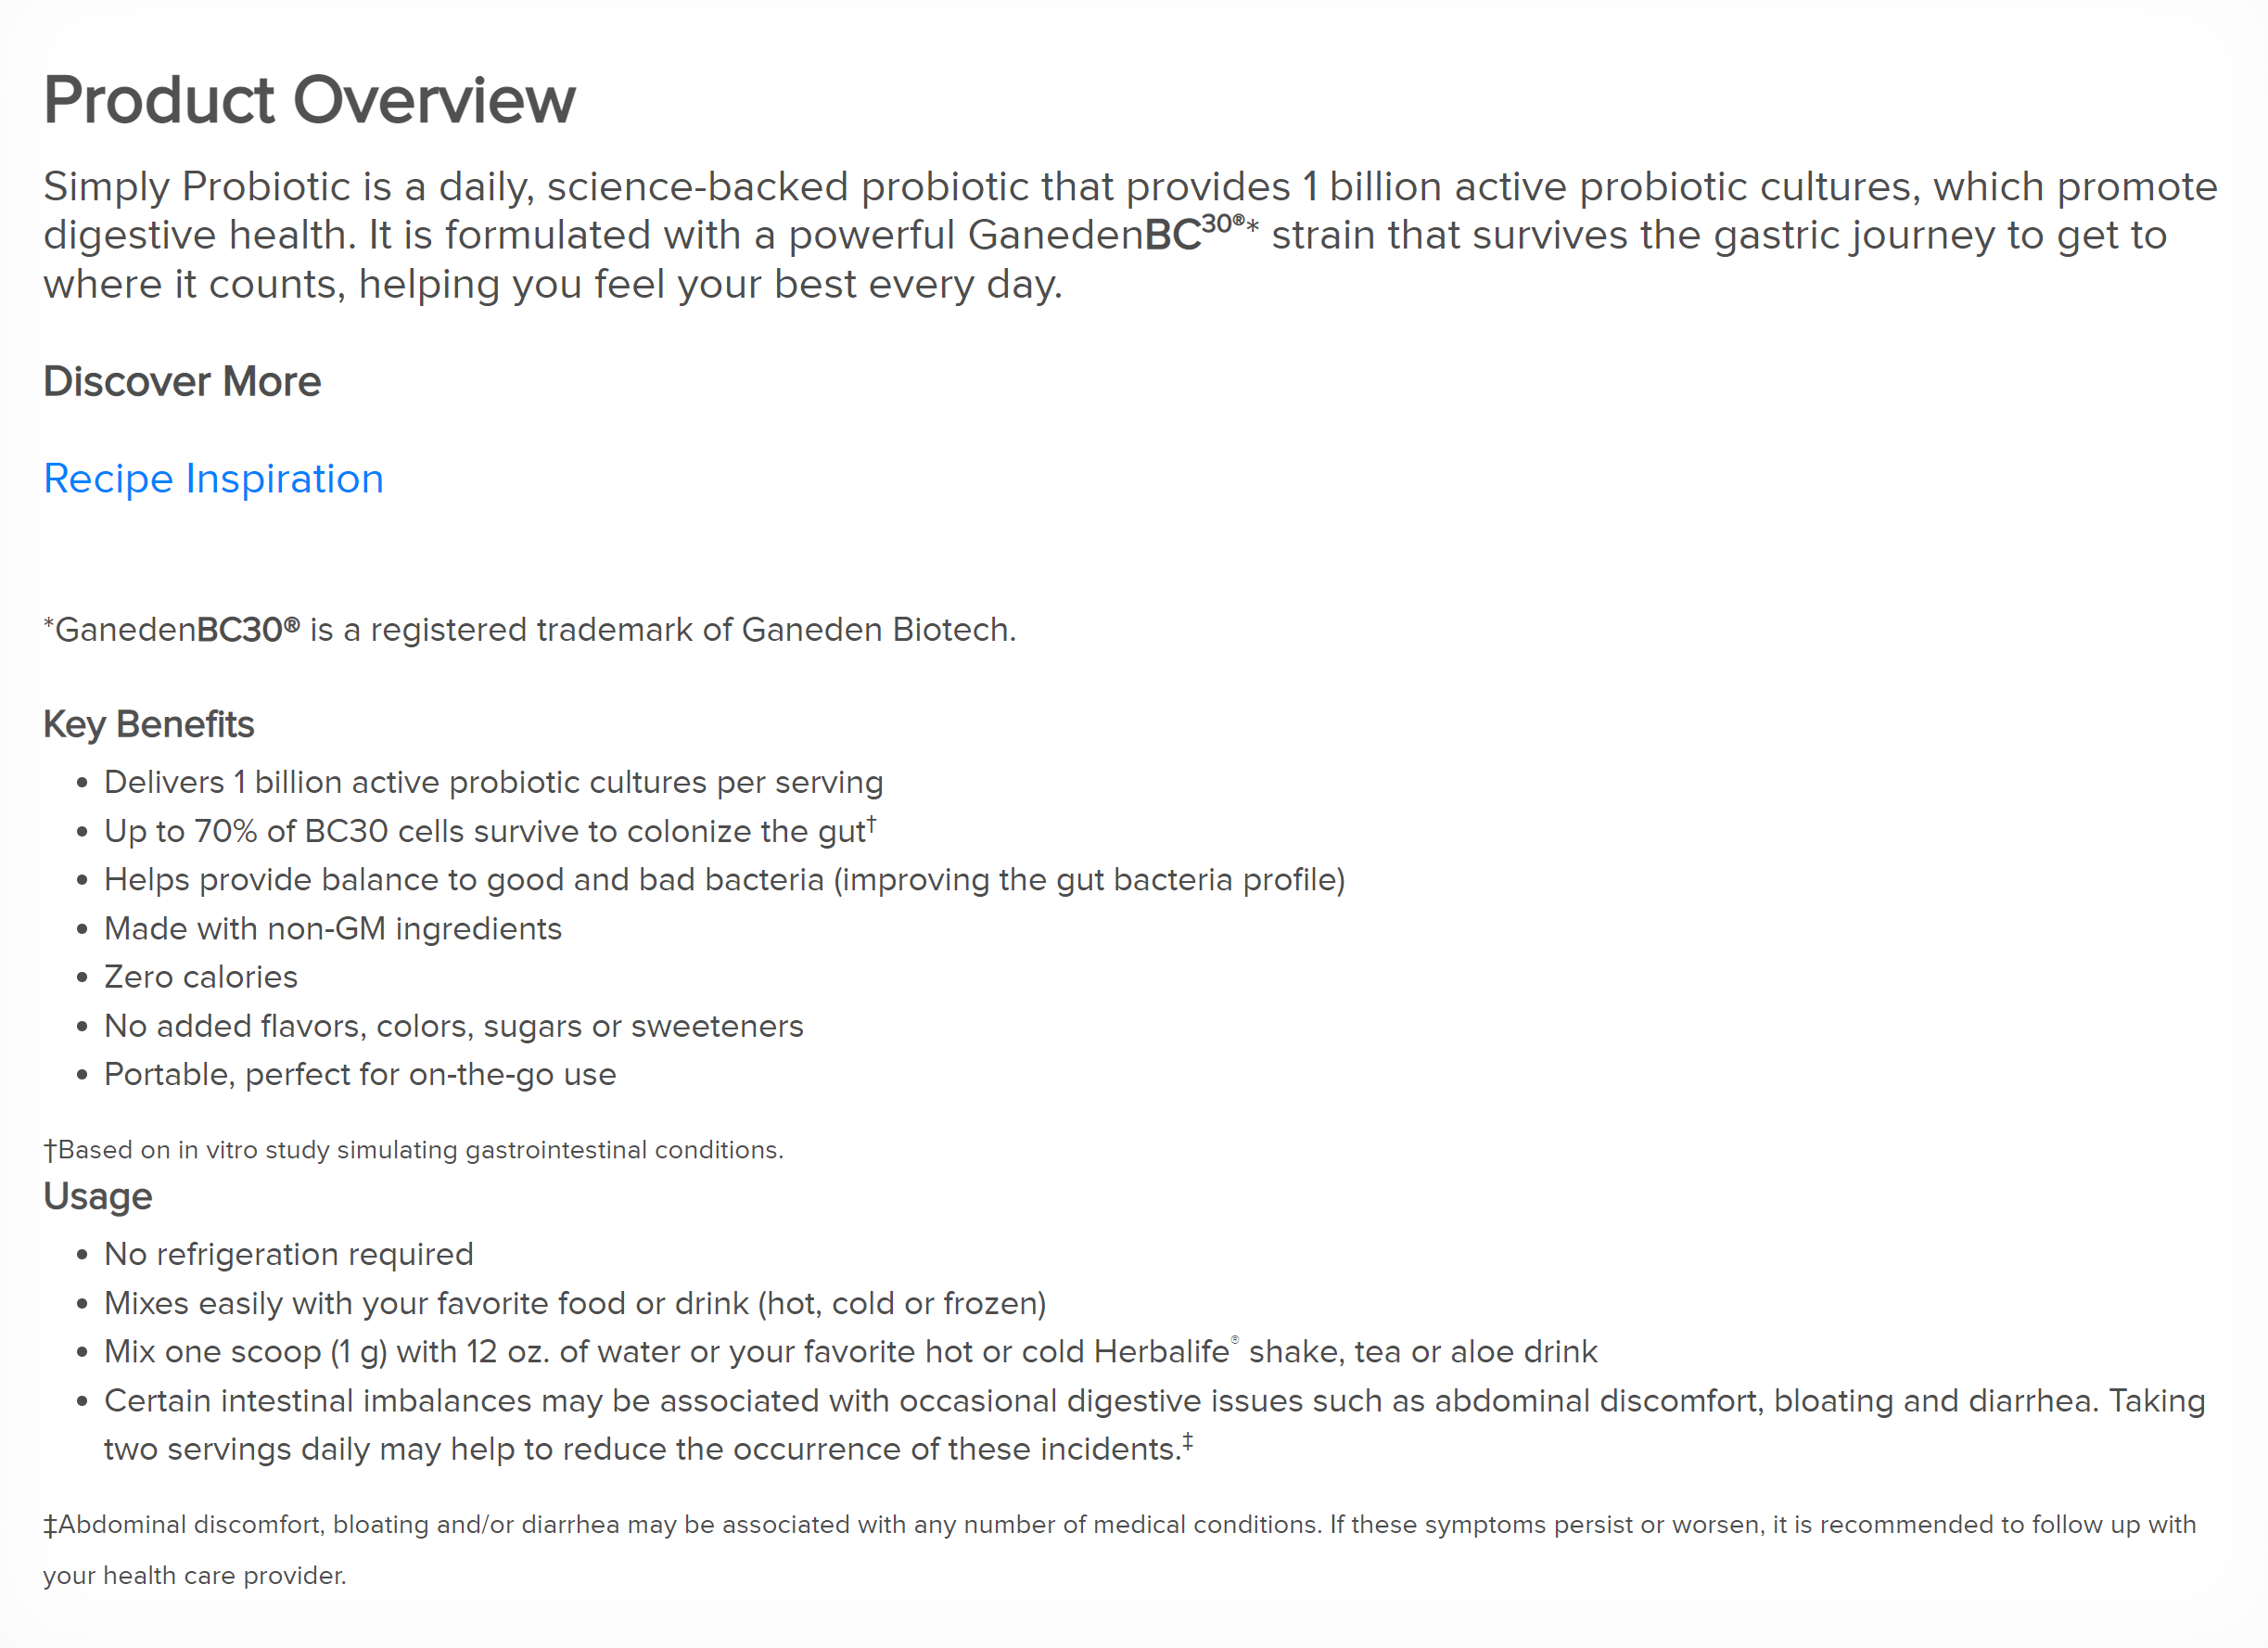 Product Overview
Simply Probiotic is a daily, science-backed probiotic that provides 1 billion active probiotic cultures, which promote
digestive health. It is formulated with a powerful GanedenBC³⁰®* strain that survives the gastric journey to get to
where it counts, helping you feel your best every day.
Discover More
Recipe Inspiration
*GanedenBC30® is a registered trademark of Ganeden Biotech.
Key Benefits
• Delivers 1 billion active probiotic cultures per serving
• Up to 70% of BC30 cells survive to colonize the gut†
• Helps provide balance to good and bad bacteria (improving the gut bacteria profile)
• Made with non-GM ingredients
• Zero calories
• No added flavors, colors, sugars or sweeteners
• Portable, perfect for on-the-go use
†Based on in vitro study simulating gastrointestinal conditions.
Usage
• No refrigeration required
• Mixes easily with your favorite food or drink (hot, cold or frozen)
• Mix one scoop (1 g) with 12 oz. of water or your favorite hot or cold Herbalife® shake, tea or aloe drink
• Certain intestinal imbalances may be associated with occasional digestive issues such as abdominal discomfort, bloating and diarrhea. Taking
two servings daily may help to reduce the occurrence of these incidents.‡
‡Abdominal discomfort, bloating and/or diarrhea may be associated with any number of medical conditions. If these symptoms persist or worsen, it is recommended to follow up with
your health care provider.